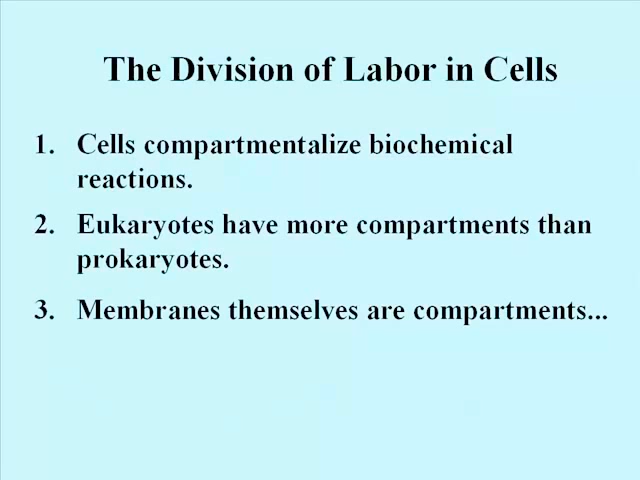 The Division of Labor in Cells
1. Cells compartmentalize biochemical
reactions.
2. Eukaryotes have more compartments than
prokaryotes.
3. Membranes themselves are compartments...